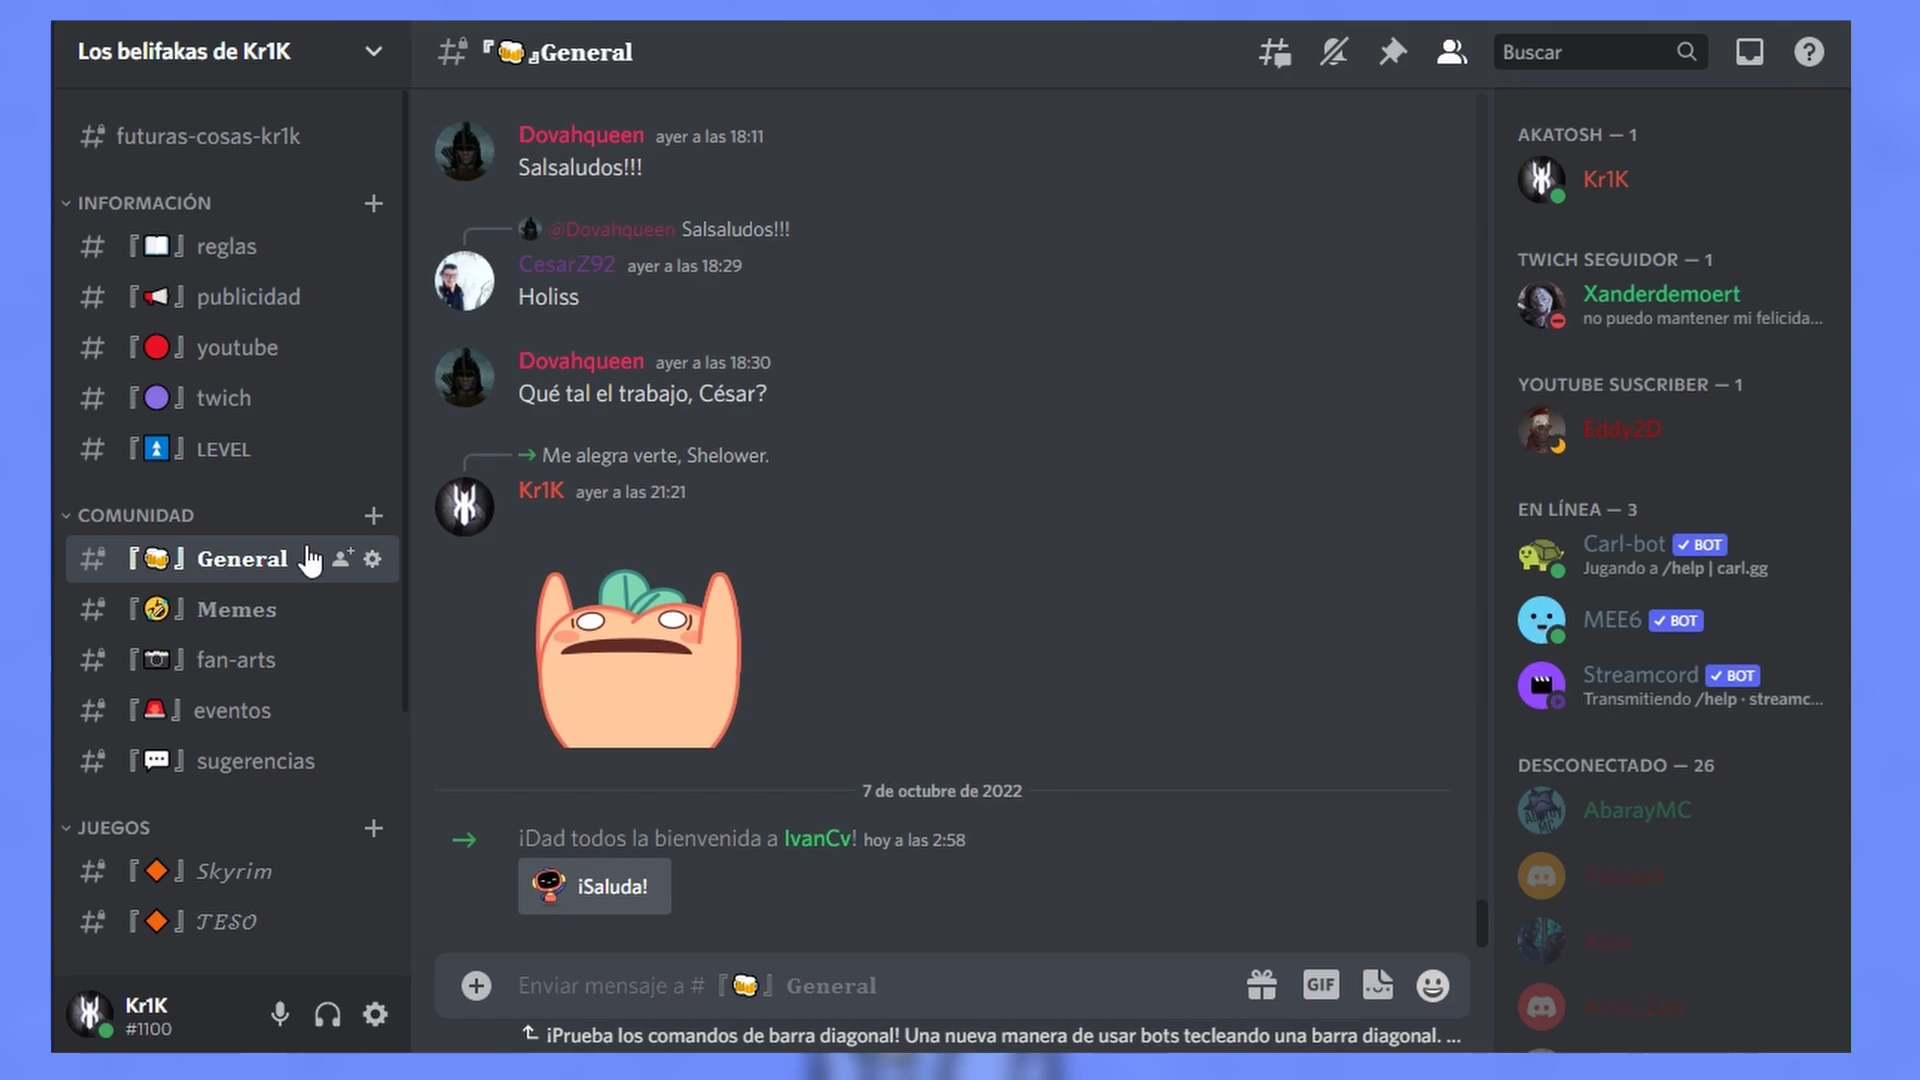 Los belifakas de Kr1K
futuras-cosas-kr1k
INFORMACIÓN
『📖』 reglas
『📢』 publicidad
『🔴』 youtube
『🟣』 twich
『⏫』 LEVEL
COMUNIDAD
『🍻』 General
『🤣』 Memes
『📷』 fan-arts
『🚨』 eventos
『💬』 sugerencias
JUEGOS
『🔶』 Skyrim
『🔶』 TESO
Kr1K
#1100
『🍻』General
Buscar
Dovahqueen ayer a las 18:11
Salsaludos!!!
@Dovahqueen Salsaludos!!!
CesarZ92 ayer a las 18:29
Holiss
Dovahqueen ayer a las 18:30
Qué tal el trabajo, César?
Me alegra verte, Shelower.
Kr1K ayer a las 21:21
7 de octubre de 2022
¡Dad todos la bienvenida a IvanCv! hoy a las 2:58
¡Saluda!
Enviar mensaje a # 『🍻』 General
GIF
¡Prueba los comandos de barra diagonal! Una nueva manera de usar bots tecleando una barra diagonal. ...
AKATOSH — 1
Kr1K
TWICH SEGUIDOR — 1
Xanderdemoert
no puedo mantener mi felicida...
YOUTUBE SUSCRIBER — 1
Eddy2D
EN LÍNEA — 3
Carl-bot ✓ BOT
Jugando a /help | carl.gg
MEE6 ✓ BOT
Streamcord ✓ BOT
Transmitiendo /help · streamc...
DESCONECTADO — 26
AbarayMC